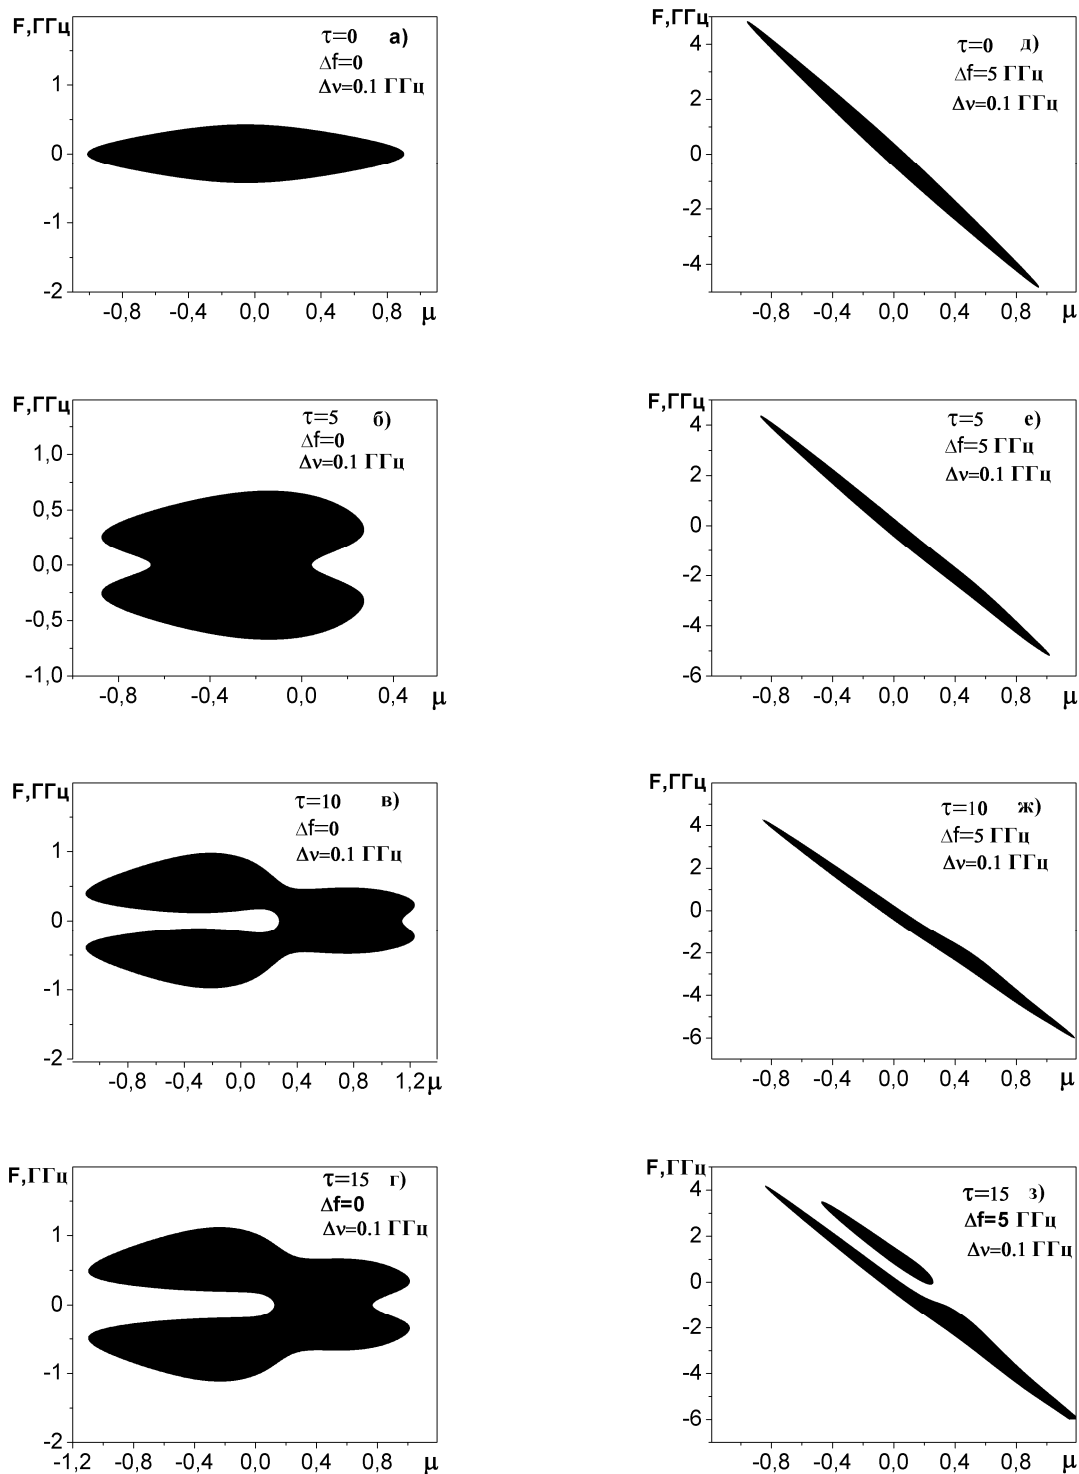 F,ГГц
τ=0 а)
Δf=0
Δν=0.1 ГГц
1
0
-1
-2
-0,8 -0,4 0,0 0,4 0,8 μ
F,ГГц
τ=0 д)
Δf=5 ГГц
Δν=0.1 ГГц
4
2
0
-2
-4
-0,8 -0,4 0,0 0,4 0,8 μ
F,ГГц
τ=5 б)
Δf=0
Δν=0.1 ГГц
1,0
0,5
0,0
-0,5
-1,0
-0,8 -0,4 0,0 0,4 μ
F,ГГц
τ=5 е)
Δf=5 ГГц
Δν=0.1 ГГц
4
2
0
-2
-4
-6
-0,8 -0,4 0,0 0,4 0,8 μ
F,ГГц
τ=10 в)
Δf=0
Δν=0.1 ГГц
1
0
-1
-2
-0,8 -0,4 0,0 0,4 0,8 1,2 μ
F,ГГц
τ=10 ж)
Δf=5 ГГц
Δν=0.1 ГГц
4
2
0
-2
-4
-6
-0,8 -0,4 0,0 0,4 0,8 μ
F,ГГц
τ=15 г)
Δf=0
Δν=0.1 ГГц
1
0
-1
-2
-1,2 -0,8 -0,4 0,0 0,4 0,8 μ
F,ГГц
τ=15 з)
Δf=5 ГГц
Δν=0.1 ГГц
4
2
0
-2
-4
-6
-0,8 -0,4 0,0 0,4 0,8 μ